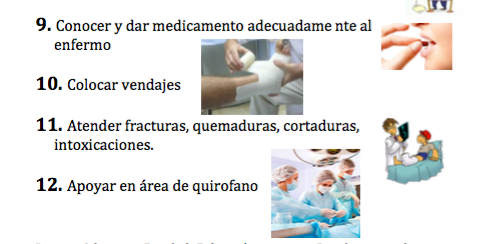 9. Conocer y dar medicamento adecuadame nte al
enfermo
10. Colocar vendajes
11. Atender fracturas, quemaduras, cortaduras,
intoxicaciones.
12. Apoyar en área de quirofano